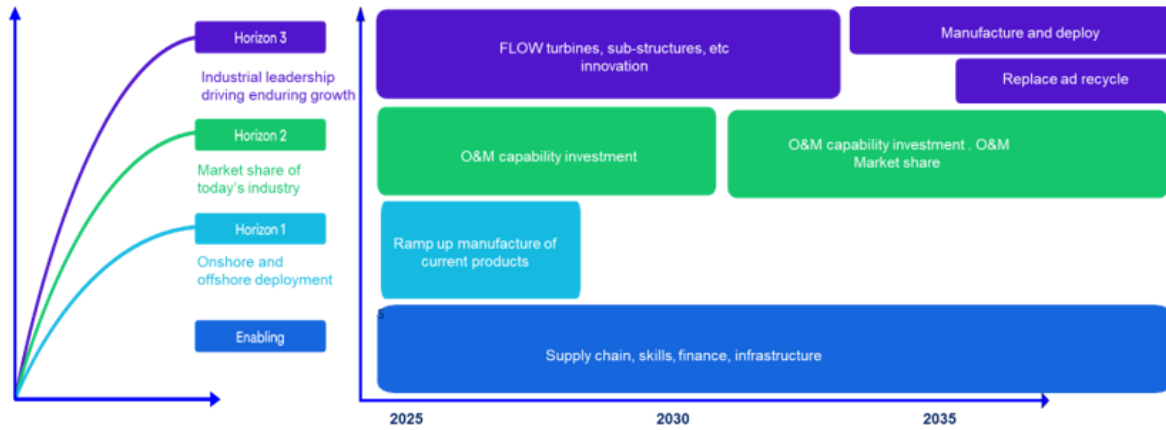 Horizon 3
Industrial leadership
driving enduring growth
Horizon 2
Market share of
today's industry
Horizon 1
Onshore and
offshore deployment
Enabling
FLOW turbines, sub-structures, etc
innovation
Manufacture and deploy
Replace ad recycle
O&M capability investment
O&M capability investment . O&M
Market share
Ramp up manufacture of
current products
5
Supply chain, skills, finance, infrastructure
2025
2030
2035